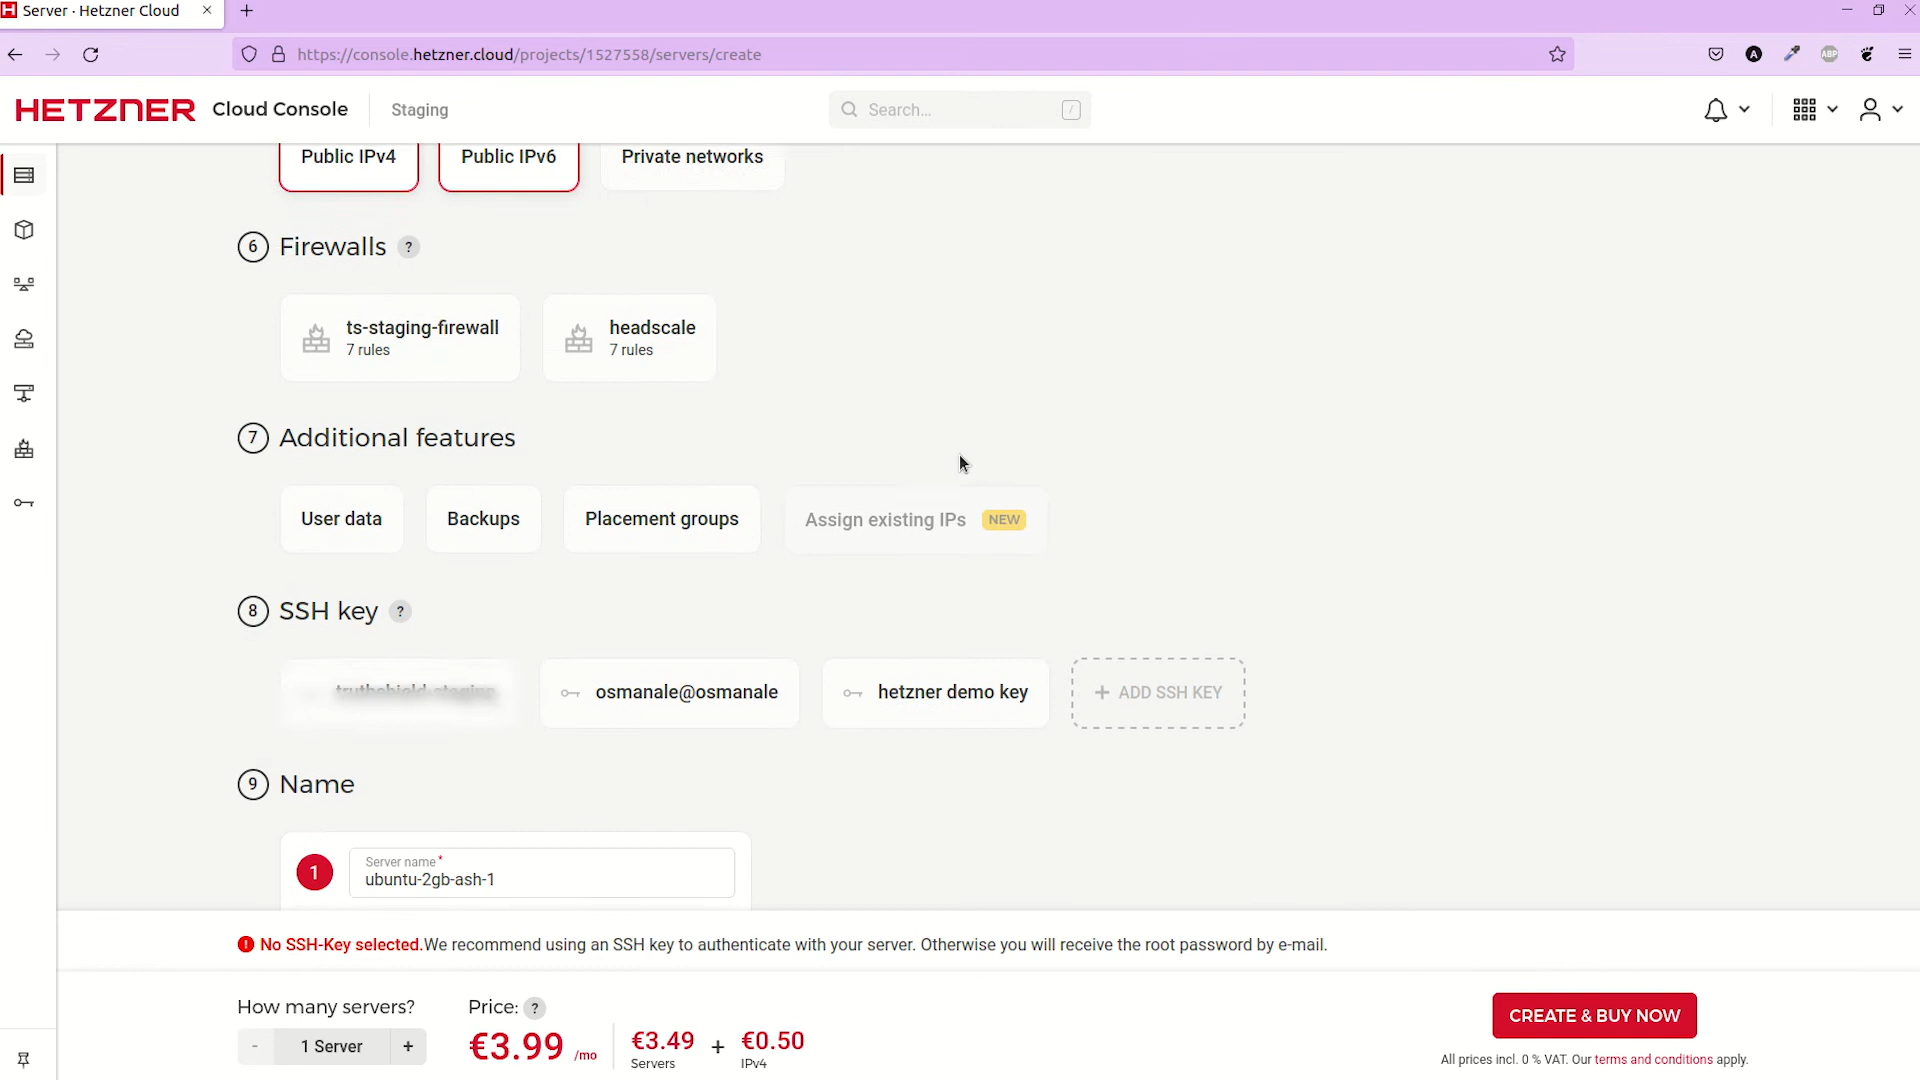 Server · Hetzner Cloud
https://console.hetzner.cloud/projects/1527558/servers/create
ABP
HETZNER Cloud Console Staging Search... /
Public IPv4 Public IPv6 Private networks
6 Firewalls ?
ts-staging-firewall
7 rules
headscale
7 rules
7 Additional features
User data Backups Placement groups Assign existing IPs NEW
8 SSH key ?
osmanale@osmanale hetzner demo key + ADD SSH KEY
9 Name
1 Server name *
ubuntu-2gb-ash-1
No SSH-Key selected.We recommend using an SSH key to authenticate with your server. Otherwise you will receive the root password by e-mail.
How many servers?
- 1 Server +
Price: ?
€3.99 /mo
€3.49 + €0.50
Servers IPv4
CREATE & BUY NOW
All prices incl. 0 % VAT. Our terms and conditions apply.